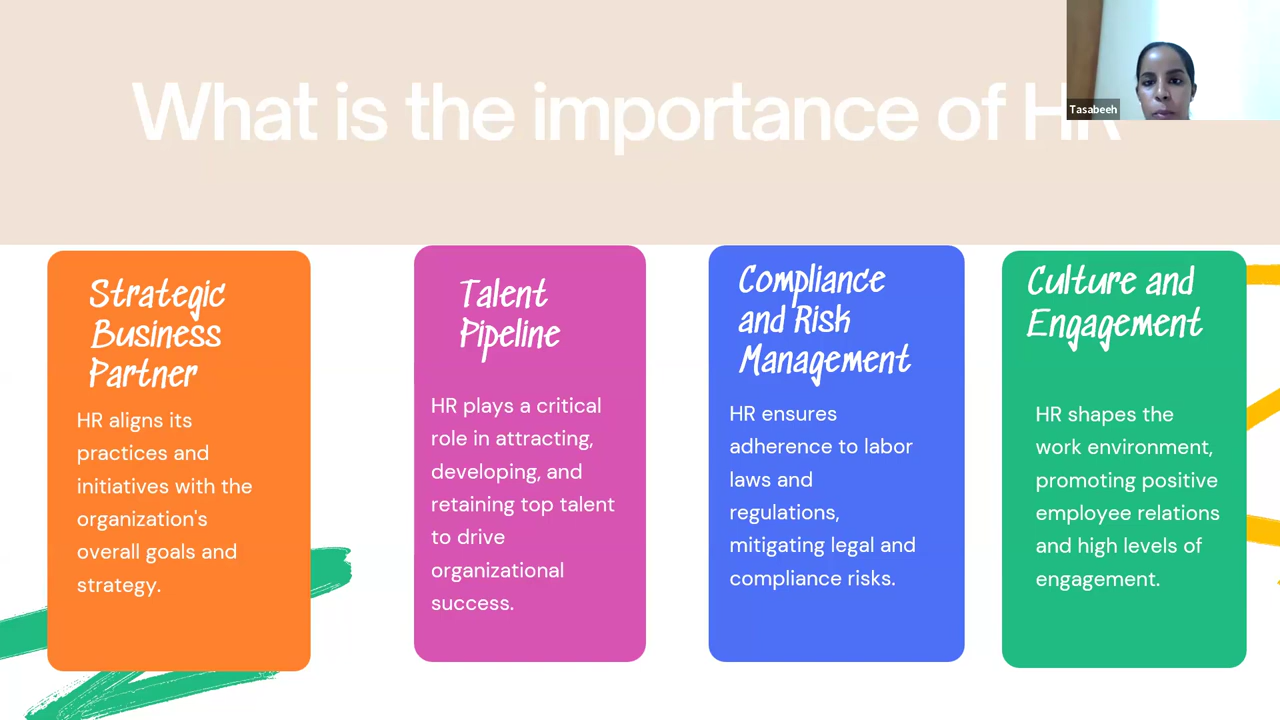 What is the importance of HR
Tasabeeh
Strategic
Business
Partner
HR aligns its
practices and
initiatives with the
organization's
overall goals and
strategy.
Talent
Pipeline
HR plays a critical
role in attracting,
developing, and
retaining top talent
to drive
organizational
success.
Compliance
and Risk
Management
HR ensures
adherence to labor
laws and
regulations,
mitigating legal and
compliance risks.
Culture and
Engagement
HR shapes the
work environment,
promoting positive
employee relations
and high levels of
engagement.